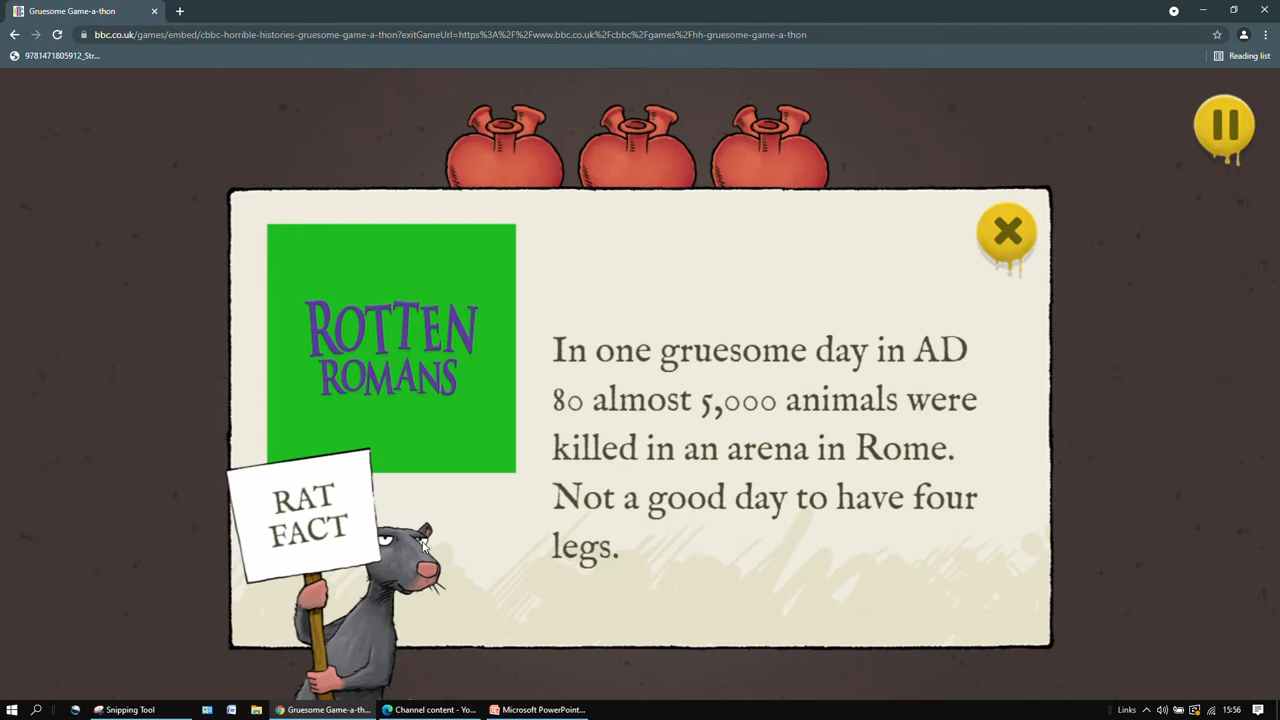 Gruesome Game-a-thon
bbc.co.uk/games/embed/cbbc-horrible-histories-gruesome-game-a-thon?exitGameUrl=https%3A%2F%2Fwww.bbc.co.uk%2Fcbbc%2Fgames%2Fhh-gruesome-game-a-thon
9781471805912_Str...
Reading list
ROTTEN
ROMANS
In one gruesome day in AD
80 almost 5,000 animals were
killed in an arena in Rome.
Not a good day to have four
legs.
RAT
FACT
Snipping Tool
Gruesome Game-a-th...
Channel content - Yo...
Microsoft PowerPoint...
Links
15:56